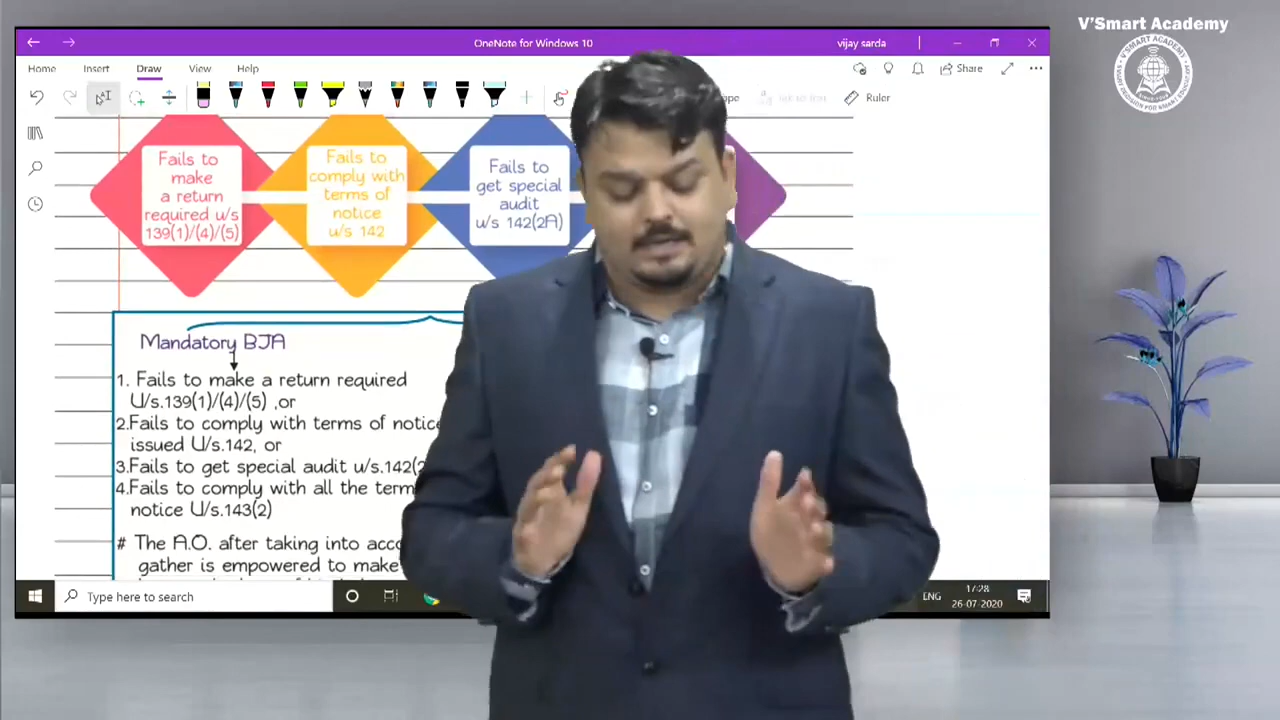 V'Smart Academy
OneNote for Windows 10
vijay sarda
Home
Insert
Draw
View
Help
Share
Ruler
Fails to
make
a return
required u/s
139(1)/(4)/(5)
Fails to
comply with
terms of
notice
u/s 142
Fails to
get special
audit
u/s 142(2A)
Mandatory BJA
1. Fails to make a return required
U/s.139(1)/(4)/(5) ,or
2.Fails to comply with terms of notice
issued U/s.142, or
3.Fails to get special audit u/s.142(2
4.Fails to comply with all the term
notice U/s.143(2)
# The A.O. after taking into acco
gather is empowered to make
Type here to search
ENG
17:28
26-07-2020